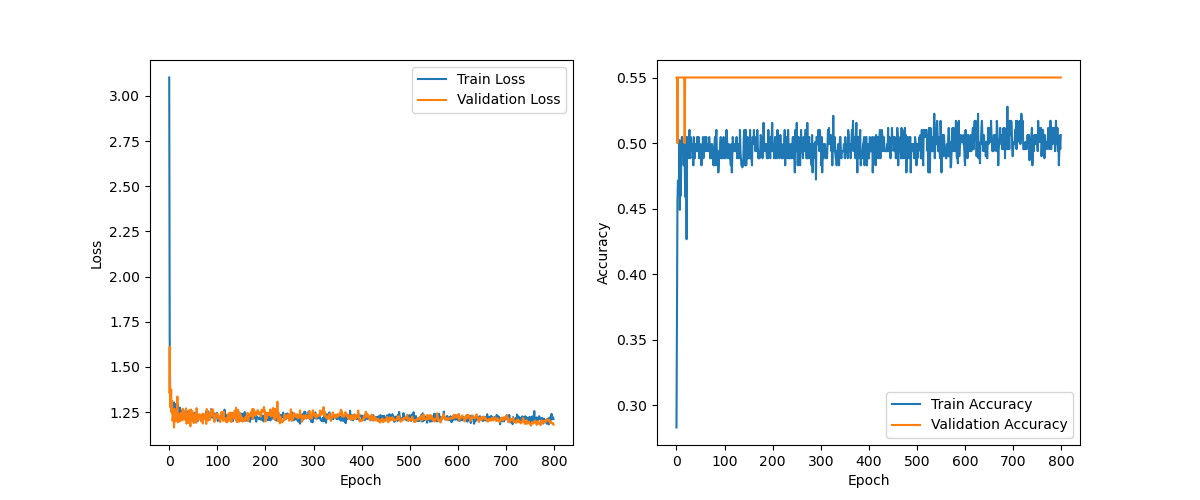 Train Loss
Validation Loss
3.00
2.75
2.50
2.25
2.00
1.75
1.50
1.25
Loss
0 100 200 300 400 500 600 700 800
Epoch
0.55
0.50
0.45
0.40
0.35
0.30
Accuracy
Train Accuracy
Validation Accuracy
0 100 200 300 400 500 600 700 800
Epoch